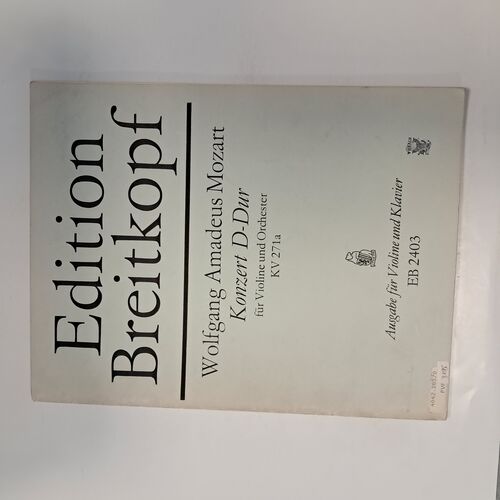 Edition
Breitkopf
Wolfgang Amadeus Mozart
Konzert D-Dur
für Violine und Orchester
KV 271a
Ausgabe für Violine und Klavier
EB 2403